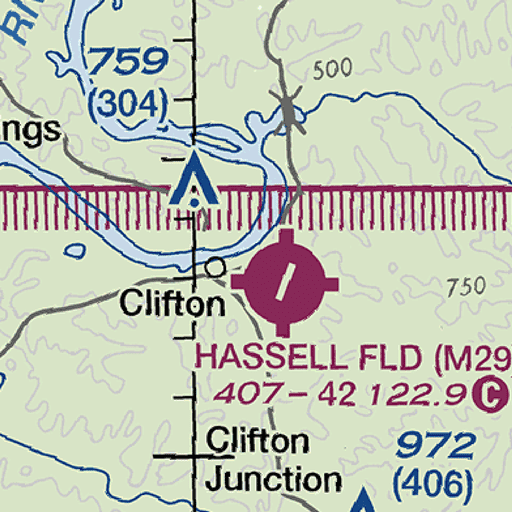 RI
759
(304)
500
ngs
750
Clifton
HASSELL FLD (M29
407 – 42 122.9 C
Clifton
Junction
972
(406)